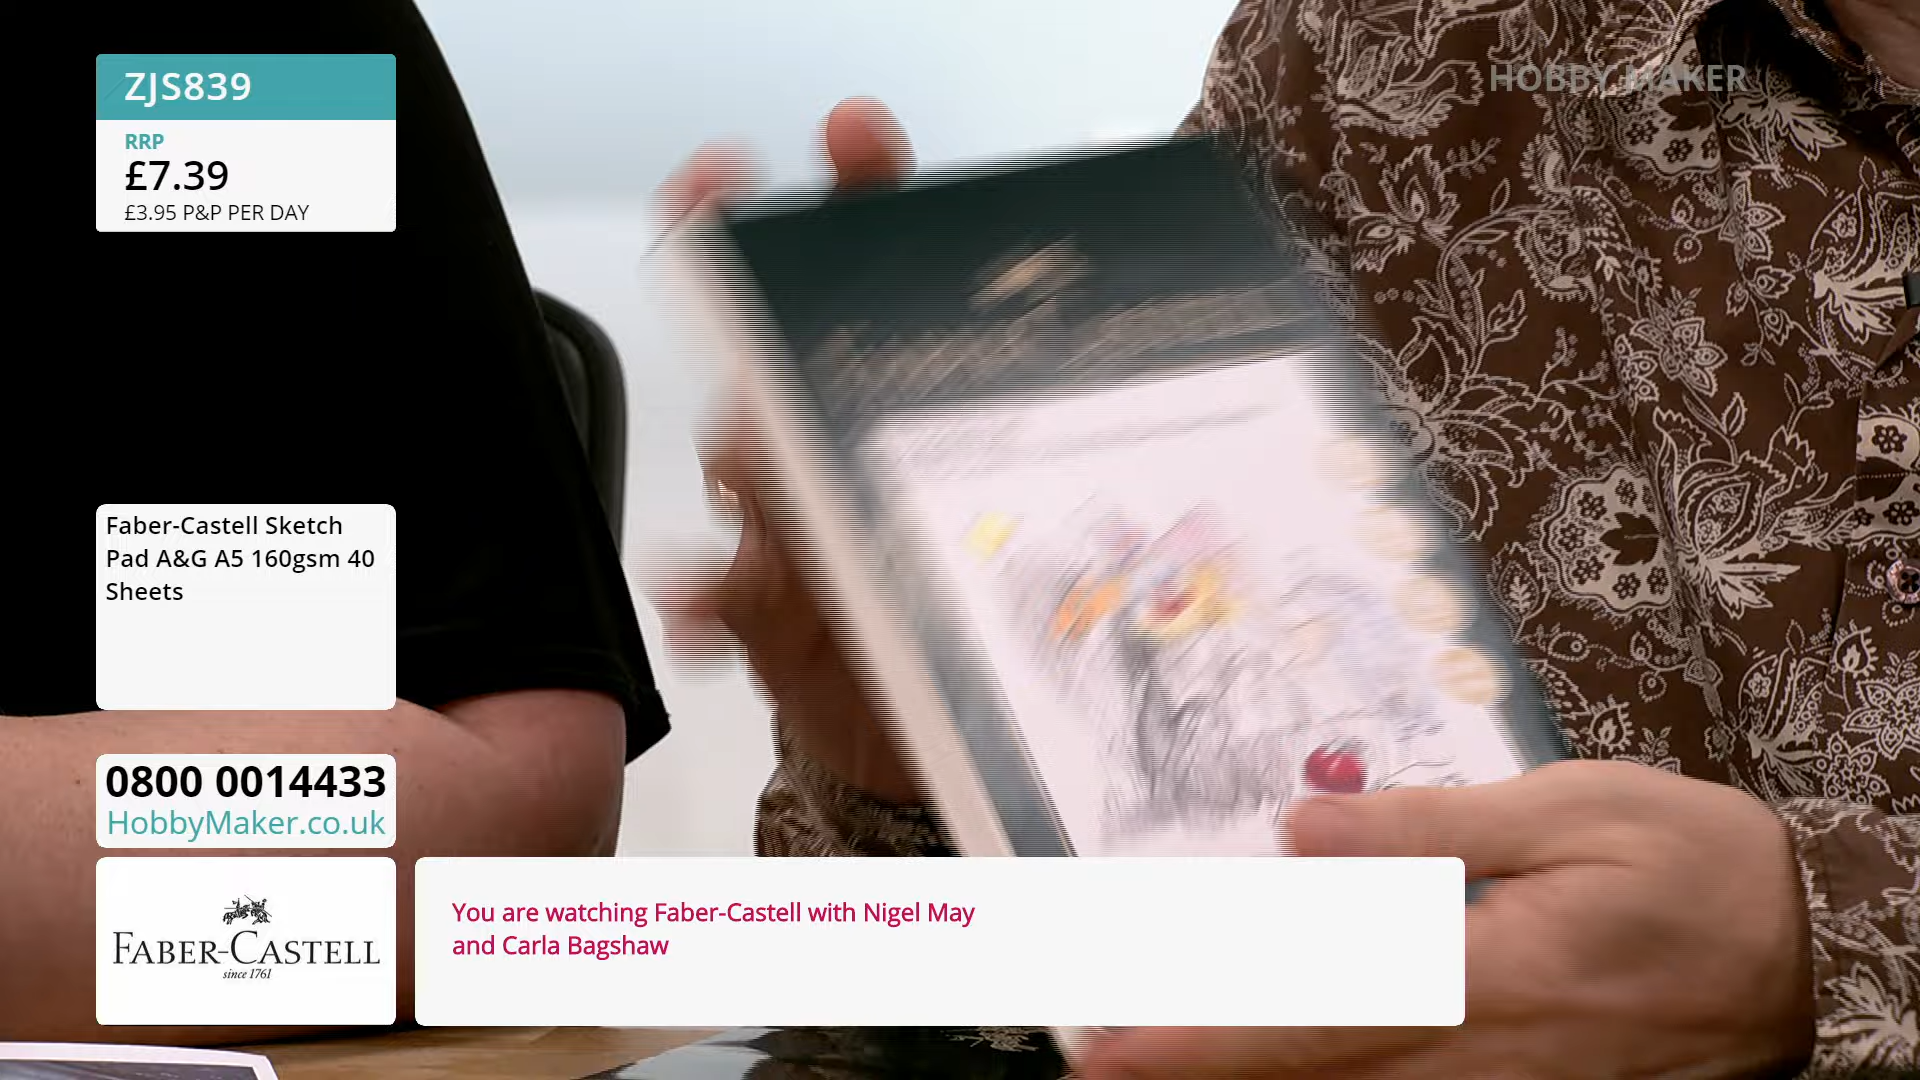 ZJS839
RRP
£7.39
£3.95 P&P PER DAY
HOBBY MAKER
Faber-Castell Sketch
Pad A&G A5 160gsm 40
Sheets
0800 0014433
HobbyMaker.co.uk
FABER-CASTELL
since 1761
You are watching Faber-Castell with Nigel May
and Carla Bagshaw